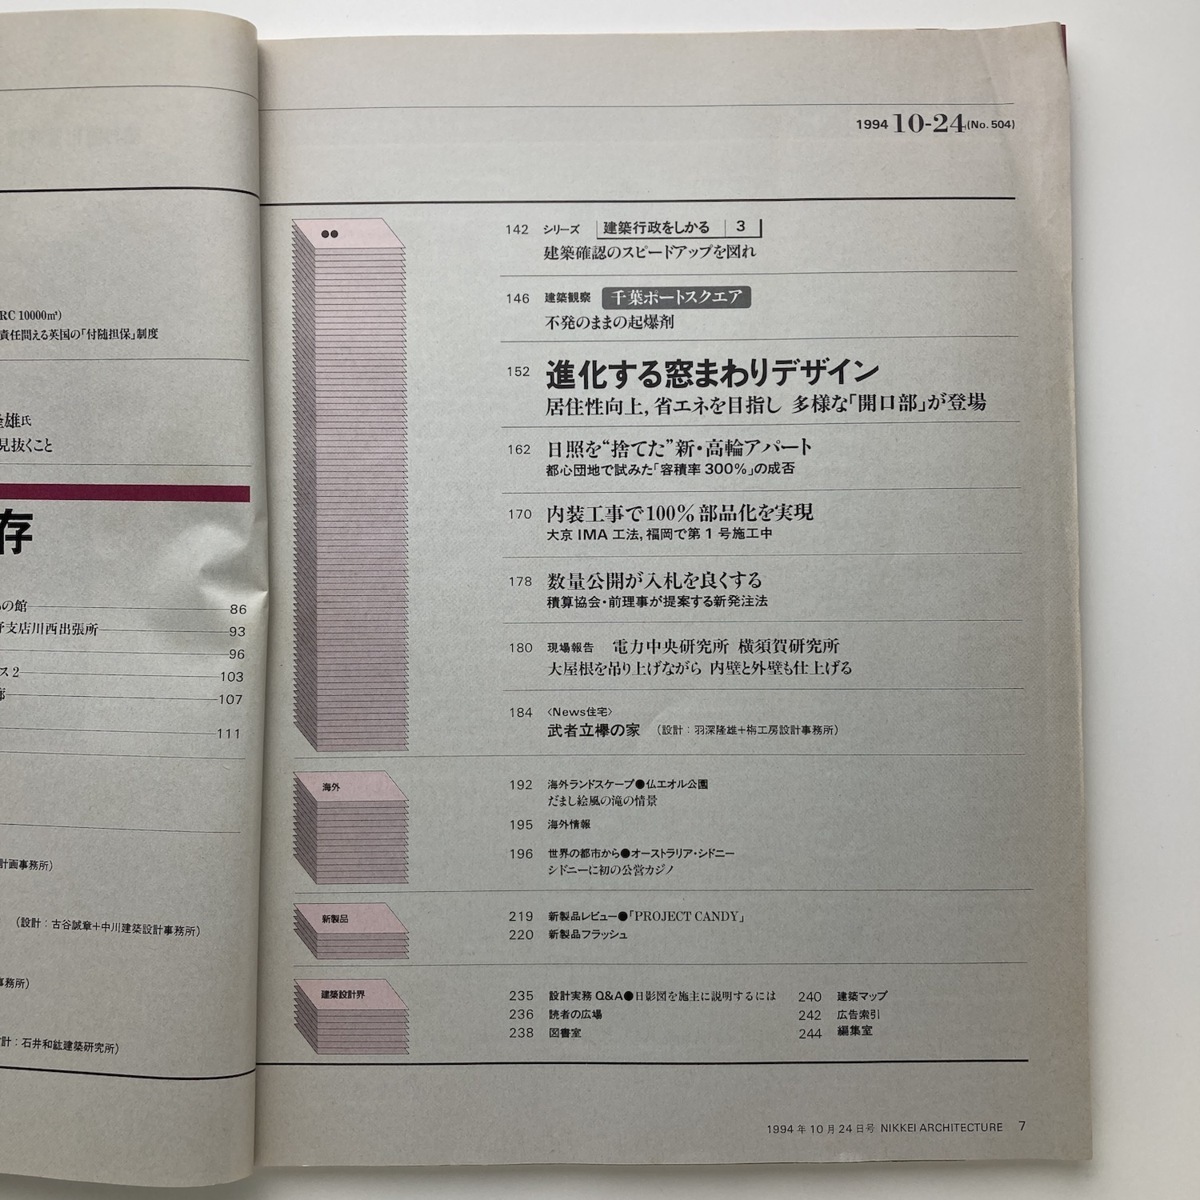 RC 10000㎡)
責任問える英国の「付随担保」制度
隆雄氏
見抜くこと
存
の館 86
支店川西出張所 93
96
ス2 103
107
111
計画事務所)
(設計：古谷誠章+中川建築設計事務所)
事務所)
計：石井和紘建築研究所)
1994 10-24 (No. 504)
●●
142 シリーズ 建築行政をしかる 3
建築確認のスピードアップを図れ
146 建築観察 千葉ポートスクエア
不発のままの起爆剤
152 進化する窓まわりデザイン
居住性向上，省エネを目指し 多様な「開口部」が登場
162 日照を“捨てた”新・高輪アパート
都心団地で試みた「容積率 300％」の成否
170 内装工事で100％部品化を実現
大京 IMA 工法，福岡で第 1 号施工中
178 数量公開が入札を良くする
積算協会・前理事が提案する新発注法
180 現場報告 電力中央研究所 横須賀研究所
大屋根を吊り上げながら 内壁と外壁も仕上げる
184 〈News住宅〉
武者立欅の家 (設計：羽深隆雄+栴工房設計事務所)
海外
192 海外ランドスケープ●仏エオル公園
だまし絵風の滝の情景
195 海外情報
196 世界の都市から●オーストラリア・シドニー
シドニーに初の公営カジノ
新製品
219 新製品レビュー●「PROJECT CANDY」
220 新製品フラッシュ
建築設計界
235 設計実務 Q&A●日影図を施主に説明するには
236 読者の広場
238 図書室
240 建築マップ
242 広告索引
244 編集室
1994 年 10 月 24 日号 NIKKEI ARCHITECTURE 7